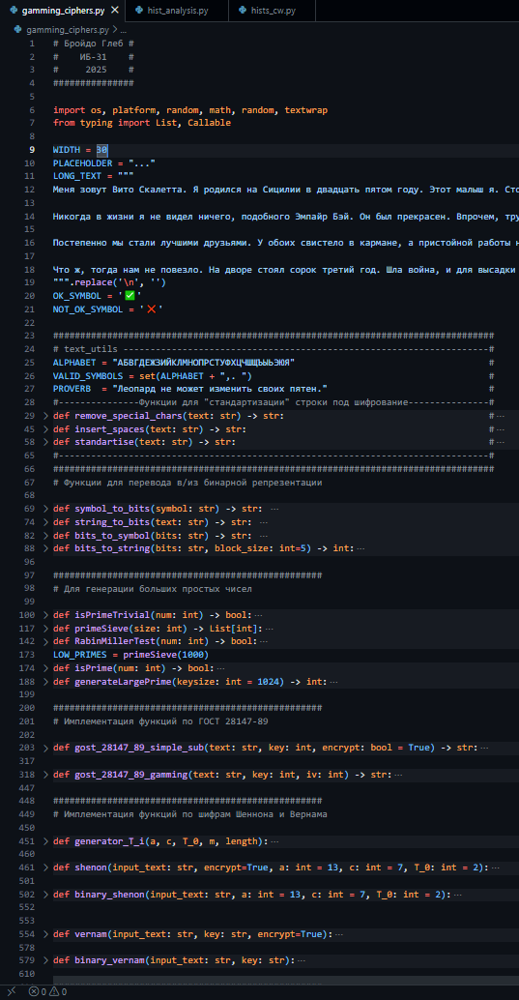 gamming_ciphers.py hist_analysis.py hists_cw.py
gamming_ciphers.py > ...
1 # Бройдо Глеб #
2 # ИБ-31 #
3 # 2025 #
4 ###############
5
6 import os, platform, random, math, random, textwrap
7 from typing import List, Callable
8
9 WIDTH = 30
10 PLACEHOLDER = "..."
11 LONG_TEXT = """
12 Меня зовут Вито Скалетта. Я родился на Сицилии в двадцать пятом году. Этот малыш я. Сто
13
14 Никогда в жизни я не видел ничего, подобного Эмпайр Бэй. Он был прекрасен. Впрочем, тру
15
16 Постепенно мы стали лучшими друзьями. У обоих свистело в кармане, а пристойной работы н
17
18 Что ж, тогда нам не повезло. На дворе стоял сорок третий год. Шла война, и для высадки
19 """.replace('\n', '')
20 OK_SYMBOL = '✅'
21 NOT_OK_SYMBOL = '❌'
22
23 ##################################################################################
24 # text_utils --------------------------------------------------------------------#
25 ALPHABET = "АБВГДЕЖЗИЙКЛМНОПРСТУФХЦЧШЩЪЫЬЭЮЯ" #
26 VALID_SYMBOLS = set(ALPHABET + ",. ") #
27 PROVERB = "Леопард не может изменить своих пятен." #
28 #---------------Функции для "стандартизации" строки под шифрование---------------#
29 def remove_special_chars(text: str) -> str: #···
45 def insert_spaces(text: str) -> str: #···
58 def standartise(text: str) -> str: #···
65 #--------------------------------------------------------------------------------#
66 ##################################################################################
67 # Функции для перевода в/из бинарной репрезентации
68
69 def symbol_to_bits(symbol: str) -> str: ···
74 def string_to_bits(text: str) -> str: ···
82 def bits_to_symbol(bits: str) -> str: ···
88 def bits_to_string(bits: str, block_size: int=5) -> int:···
96
97 ##################################################
98 # Для генерации больших простых чисел
99
100 def isPrimeTrivial(num: int) -> bool:···
117 def primeSieve(size: int) -> List[int]:···
142 def RabinMillerTest(num: int) -> bool:···
173 LOW_PRIMES = primeSieve(1000)
174 def isPrime(num: int) -> bool:···
188 def generateLargePrime(keysize: int = 1024) -> int:···
199
200 ##################################################
201 # Имплементация функций по ГОСТ 28147-89
202
203 def gost_28147_89_simple_sub(text: str, key: int, encrypt: bool = True) -> str:···
317
318 def gost_28147_89_gamming(text: str, key: int, iv: int) -> str:···
447
448 ##################################################
449 # Имплементация функций по шифрам Шеннона и Вернама
450
451 def generator_T_i(a, c, T_0, m, length):···
460
461 def shenon(input_text: str, encrypt=True, a: int = 13, c: int = 7, T_0: int = 2):···
501
502 def binary_shenon(input_text: str, a: int = 13, c: int = 7, T_0: int = 2):···
552
553
554 def vernam(input_text: str, key: str, encrypt=True):···
578
579 def binary_vernam(input_text: str, key: str):···
610
0 0